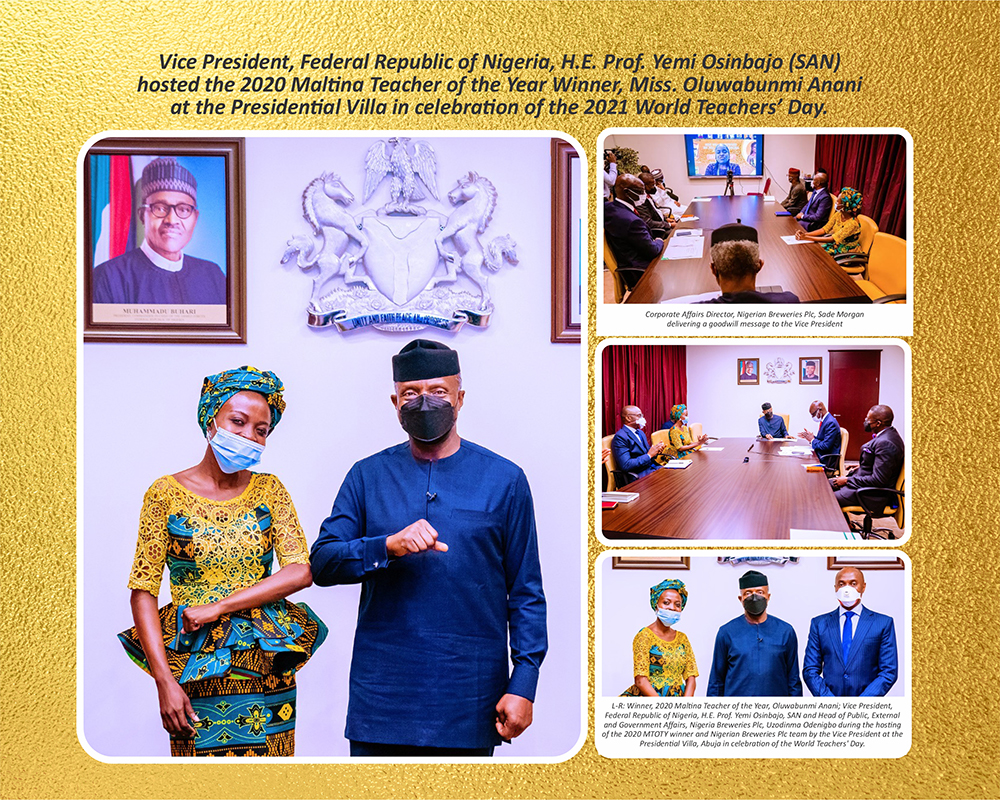 Vice President, Federal Republic of Nigeria, H.E. Prof. Yemi Osinbajo (SAN)
hosted the 2020 Maltina Teacher of the Year Winner, Miss. Oluwabunmi Anani
at the Presidential Villa in celebration of the 2021 World Teachers’ Day.
MUHAMMADU BUHARI
UNITY AND FAITH PEACE AND
Corporate Affairs Director, Nigerian Breweries Plc, Sade Morgan
delivering a goodwill message to the Vice President
L-R: Winner, 2020 Maltina Teacher of the Year, Oluwabunmi Anani; Vice President,
Federal Republic of Nigeria, H.E. Prof. Yemi Osinbajo, SAN and Head of Public, External
and Government Affairs, Nigeria Breweries Plc, Uzodinma Odenigbo during the hosting
of the 2020 MTOTY winner and Nigerian Breweries Plc team by the Vice President at the
Presidential Villa, Abuja in celebration of the World Teachers’ Day.